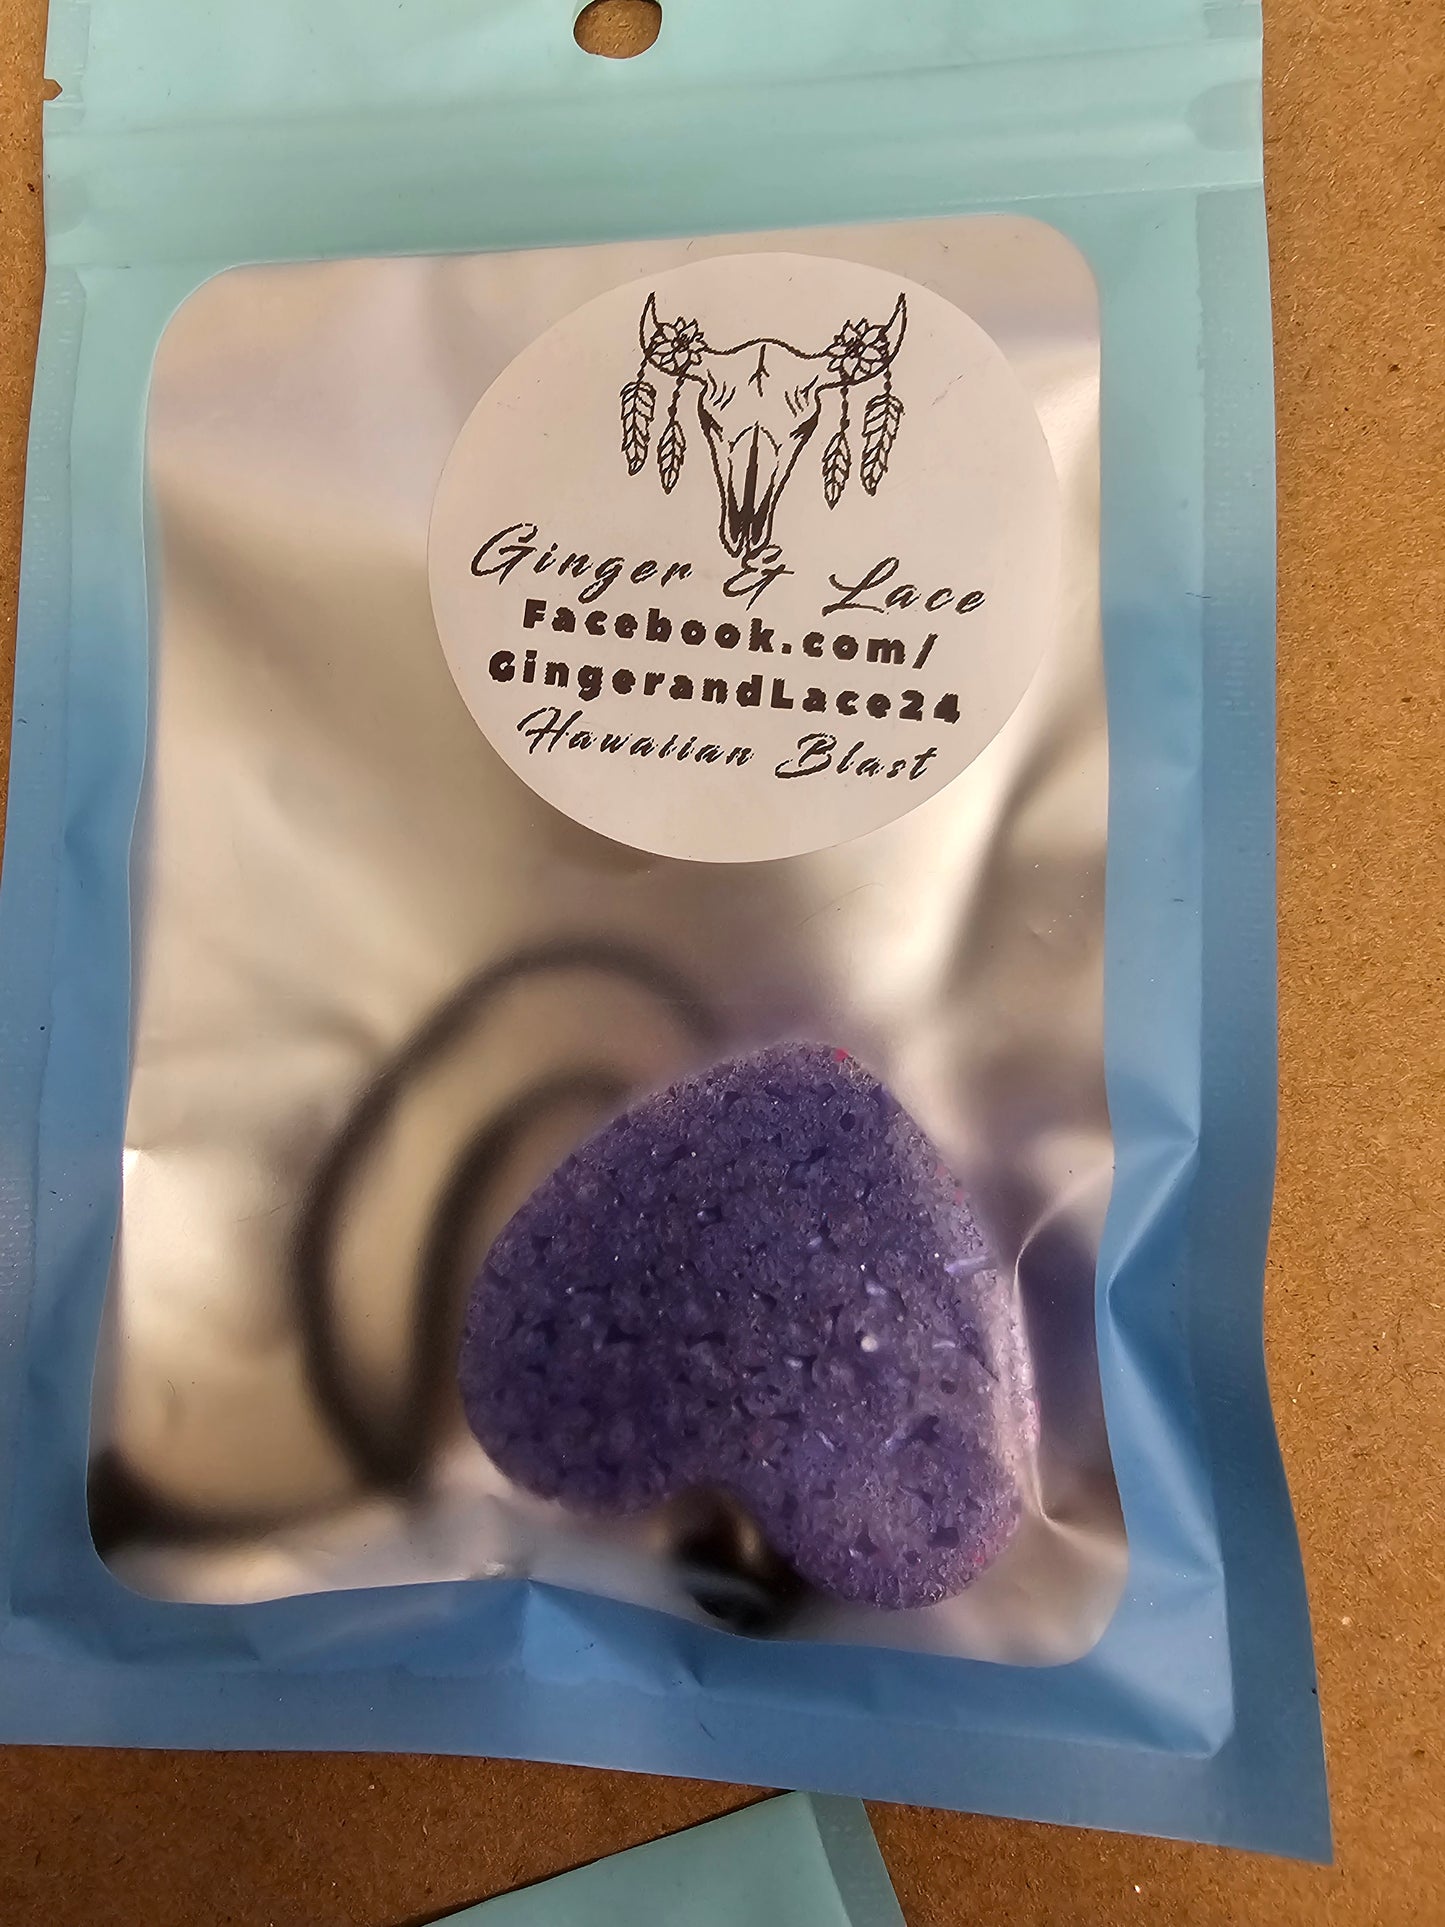 Ginger & Lace
Facebook.com/
GingerandLace24
Hawaiian Blast